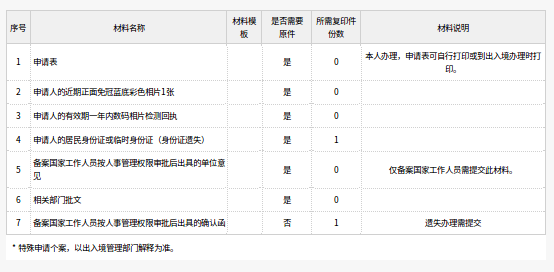 序号 材料名称 材料模板 是否需要原件 所需复印件份数 材料说明
1 申请表 是 0 本人办理，申请表可自行打印或到出入境办理时打印。
2 申请人的近期正面免冠蓝底彩色相片1张 是 0
3 申请人的有效期一年内数码相片检测回执 是 0
4 申请人的居民身份证或临时身份证（身份证遗失） 是 1
5 备案国家工作人员按人事管理权限审批后出具的单位意见 是 0 仅备案国家工作人员需提交此材料。
6 相关部门批文 是 0
7 备案国家工作人员按人事管理权限审批后出具的确认函 否 1 遗失办理需提交
* 特殊申请个案，以出入境管理部门解释为准。